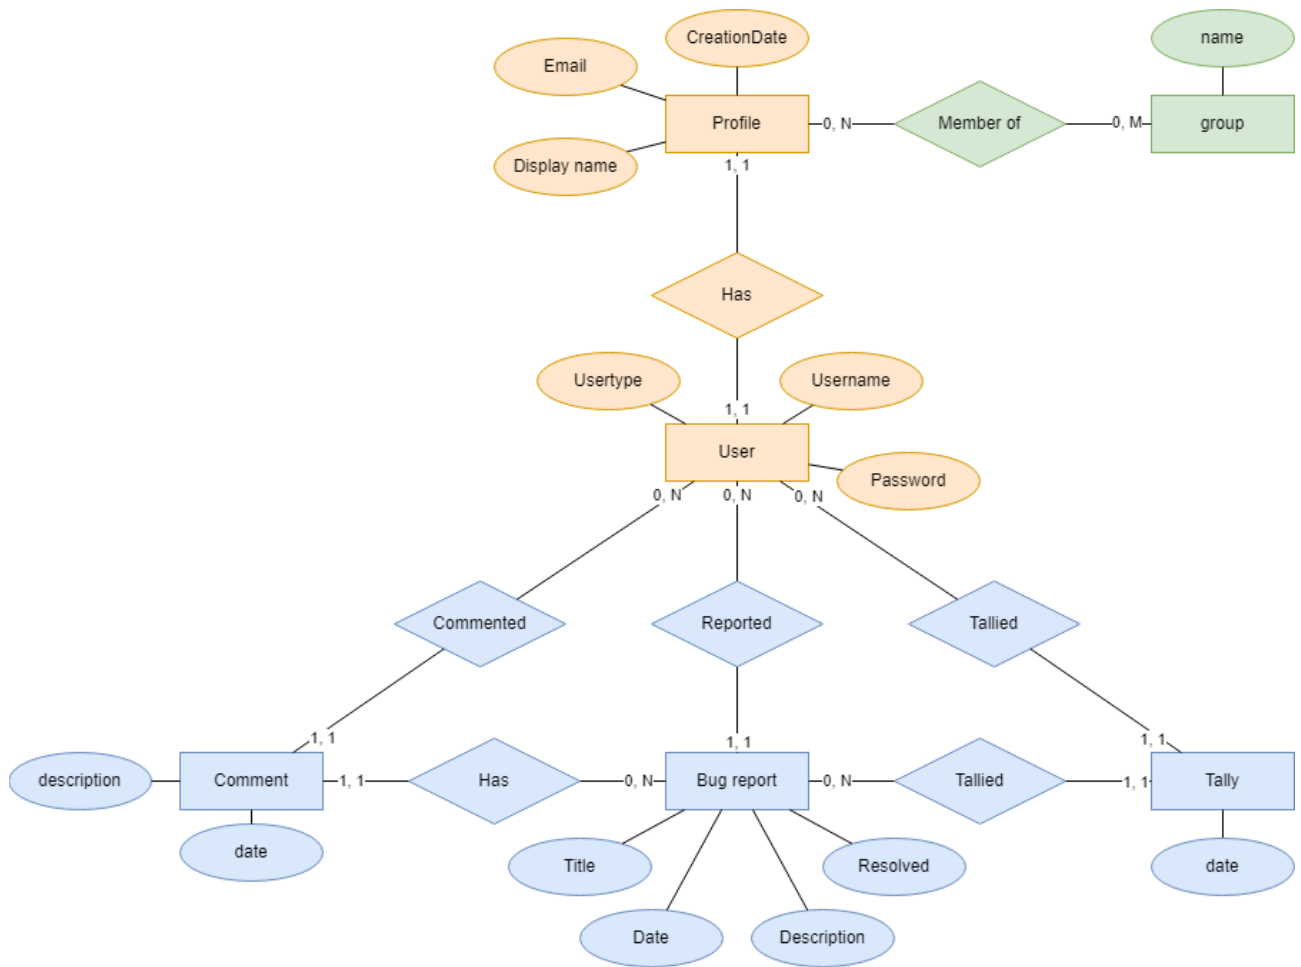 CreationDate
name
Email
Profile
0, N
Member of
0, M
group
Display name
1, 1
Has
Usertype
Username
1, 1
User
Password
0, N
0, N
0, N
Commented
Reported
Tallied
1, 1
1, 1
1, 1
description
Comment
1, 1
Has
0, N
Bug report
0, N
Tallied
1, 1
Tally
date
Title
Resolved
date
Date
Description